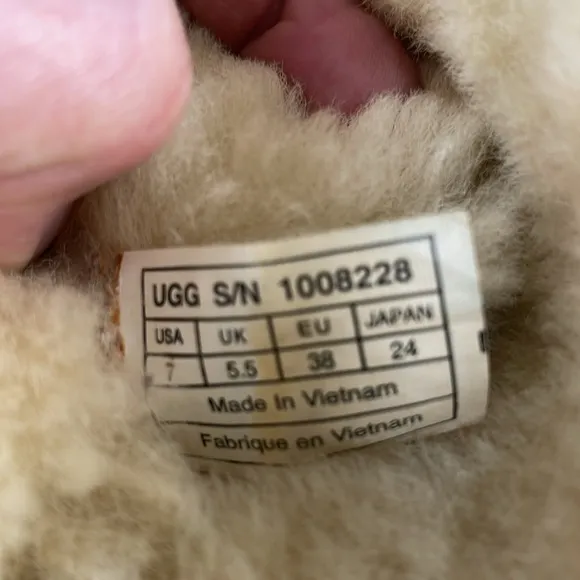 UGG S/N 1008228
USA UK EU JAPAN
7 5.5 38 24
Made In Vietnam
Fabrique en Vietnam